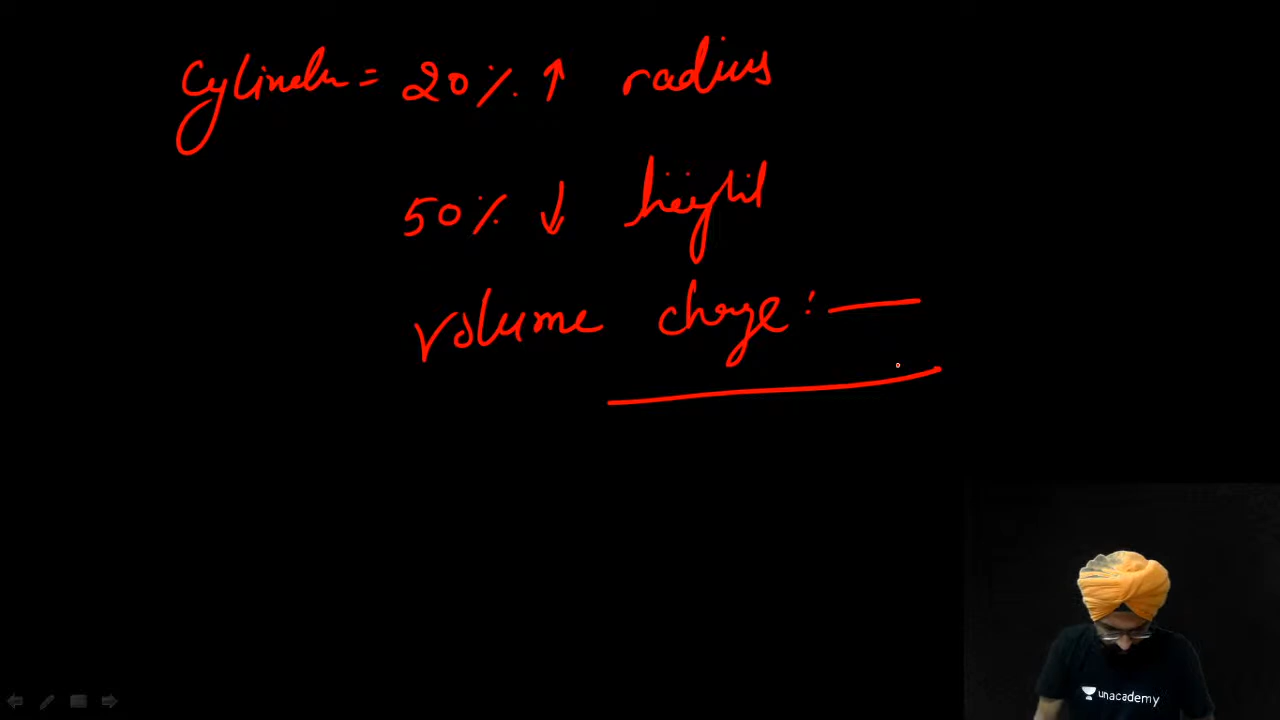 Cylinder = 20% ↑ radius
50% ↓ height
Volume change : —
unacademy